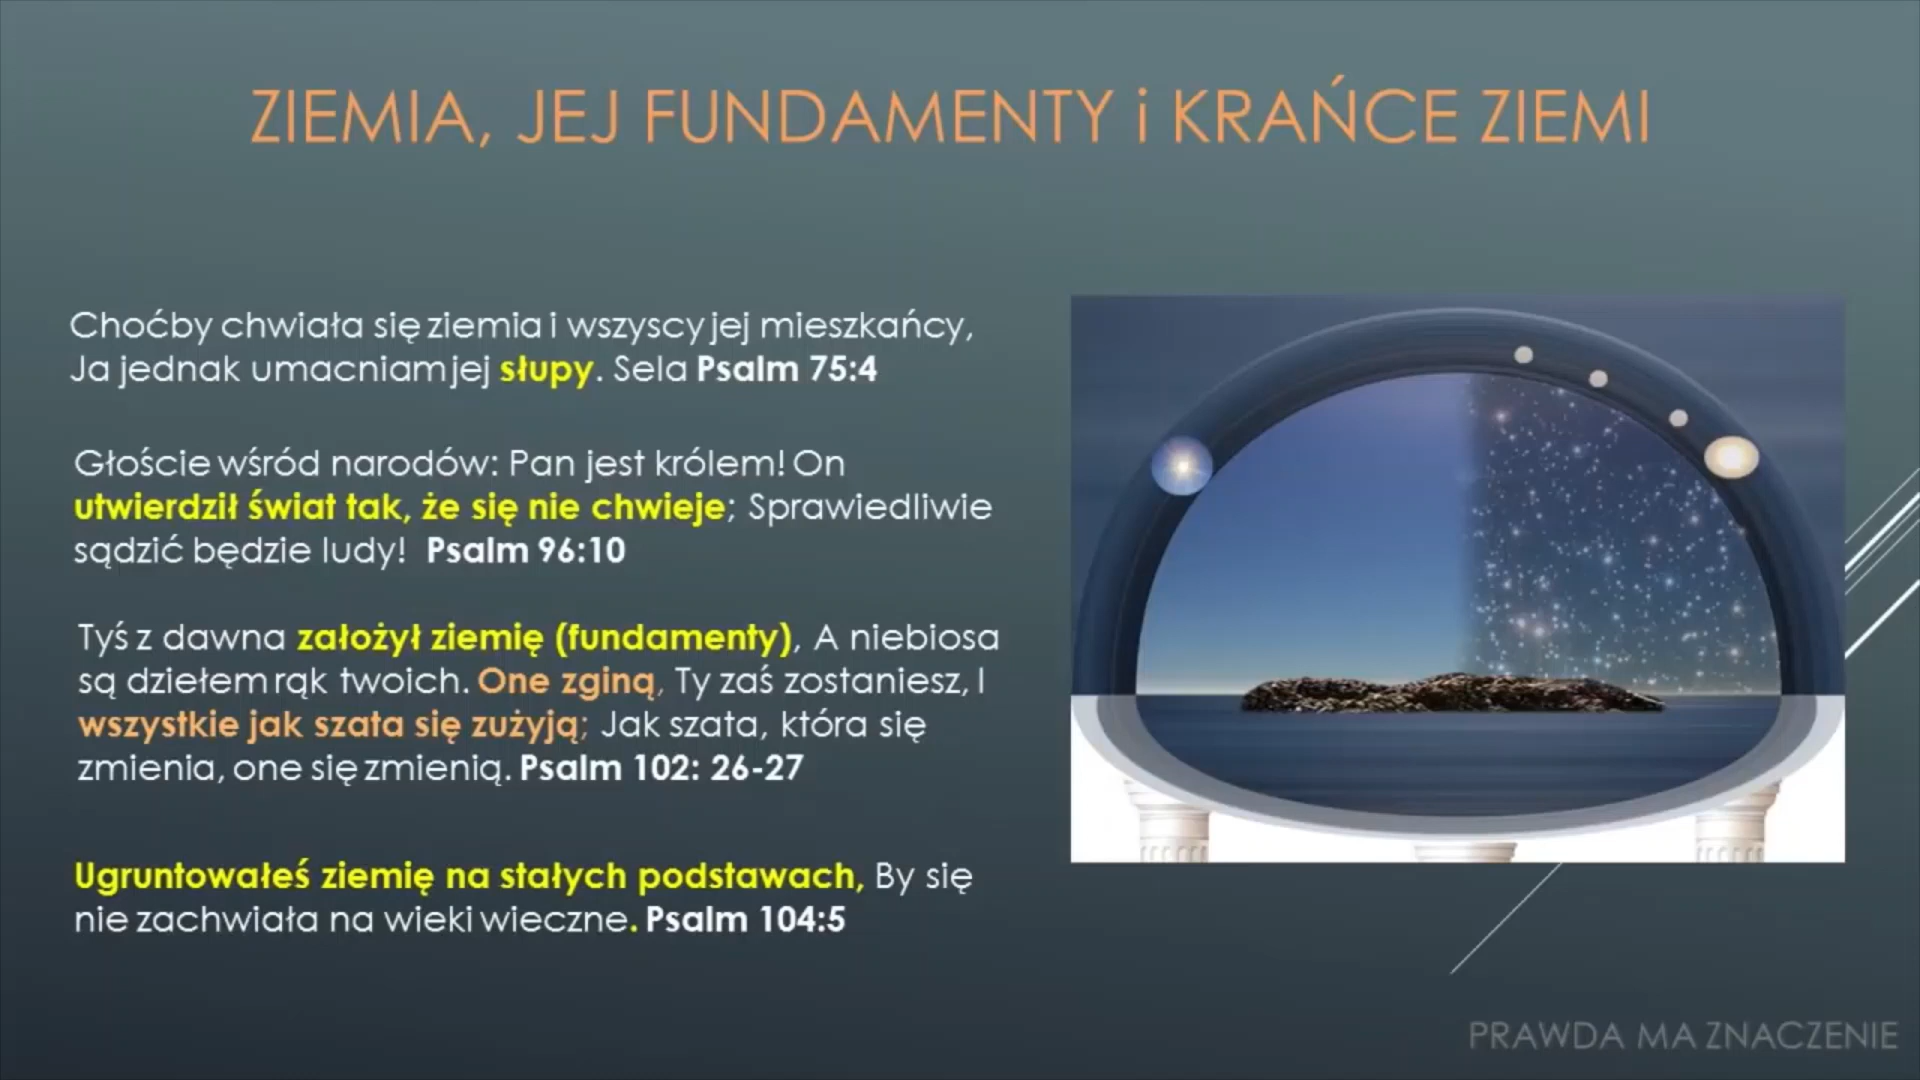 ZIEMIA, JEJ FUNDAMENTY i KRAŃCE ZIEMI
Choćby chwiała się ziemia i wszyscy jej mieszkańcy,
Ja jednak umacniam jej słupy. Sela Psalm 75:4
Głoście wśród narodów: Pan jest królem! On
utwierdził świat tak, że się nie chwieje; Sprawiedliwie
sądzić będzie ludy! Psalm 96:10
Tyś z dawna założył ziemię (fundamenty), A niebiosa
są dziełem rąk twoich. One zginą, Ty zaś zostaniesz, I
wszystkie jak szata się zużyją; Jak szata, która się
zmienia, one się zmienią. Psalm 102: 26-27
Ugruntowałeś ziemię na stałych podstawach, By się
nie zachwiała na wieki wieczne. Psalm 104:5
PRAWDA MA ZNACZENIE